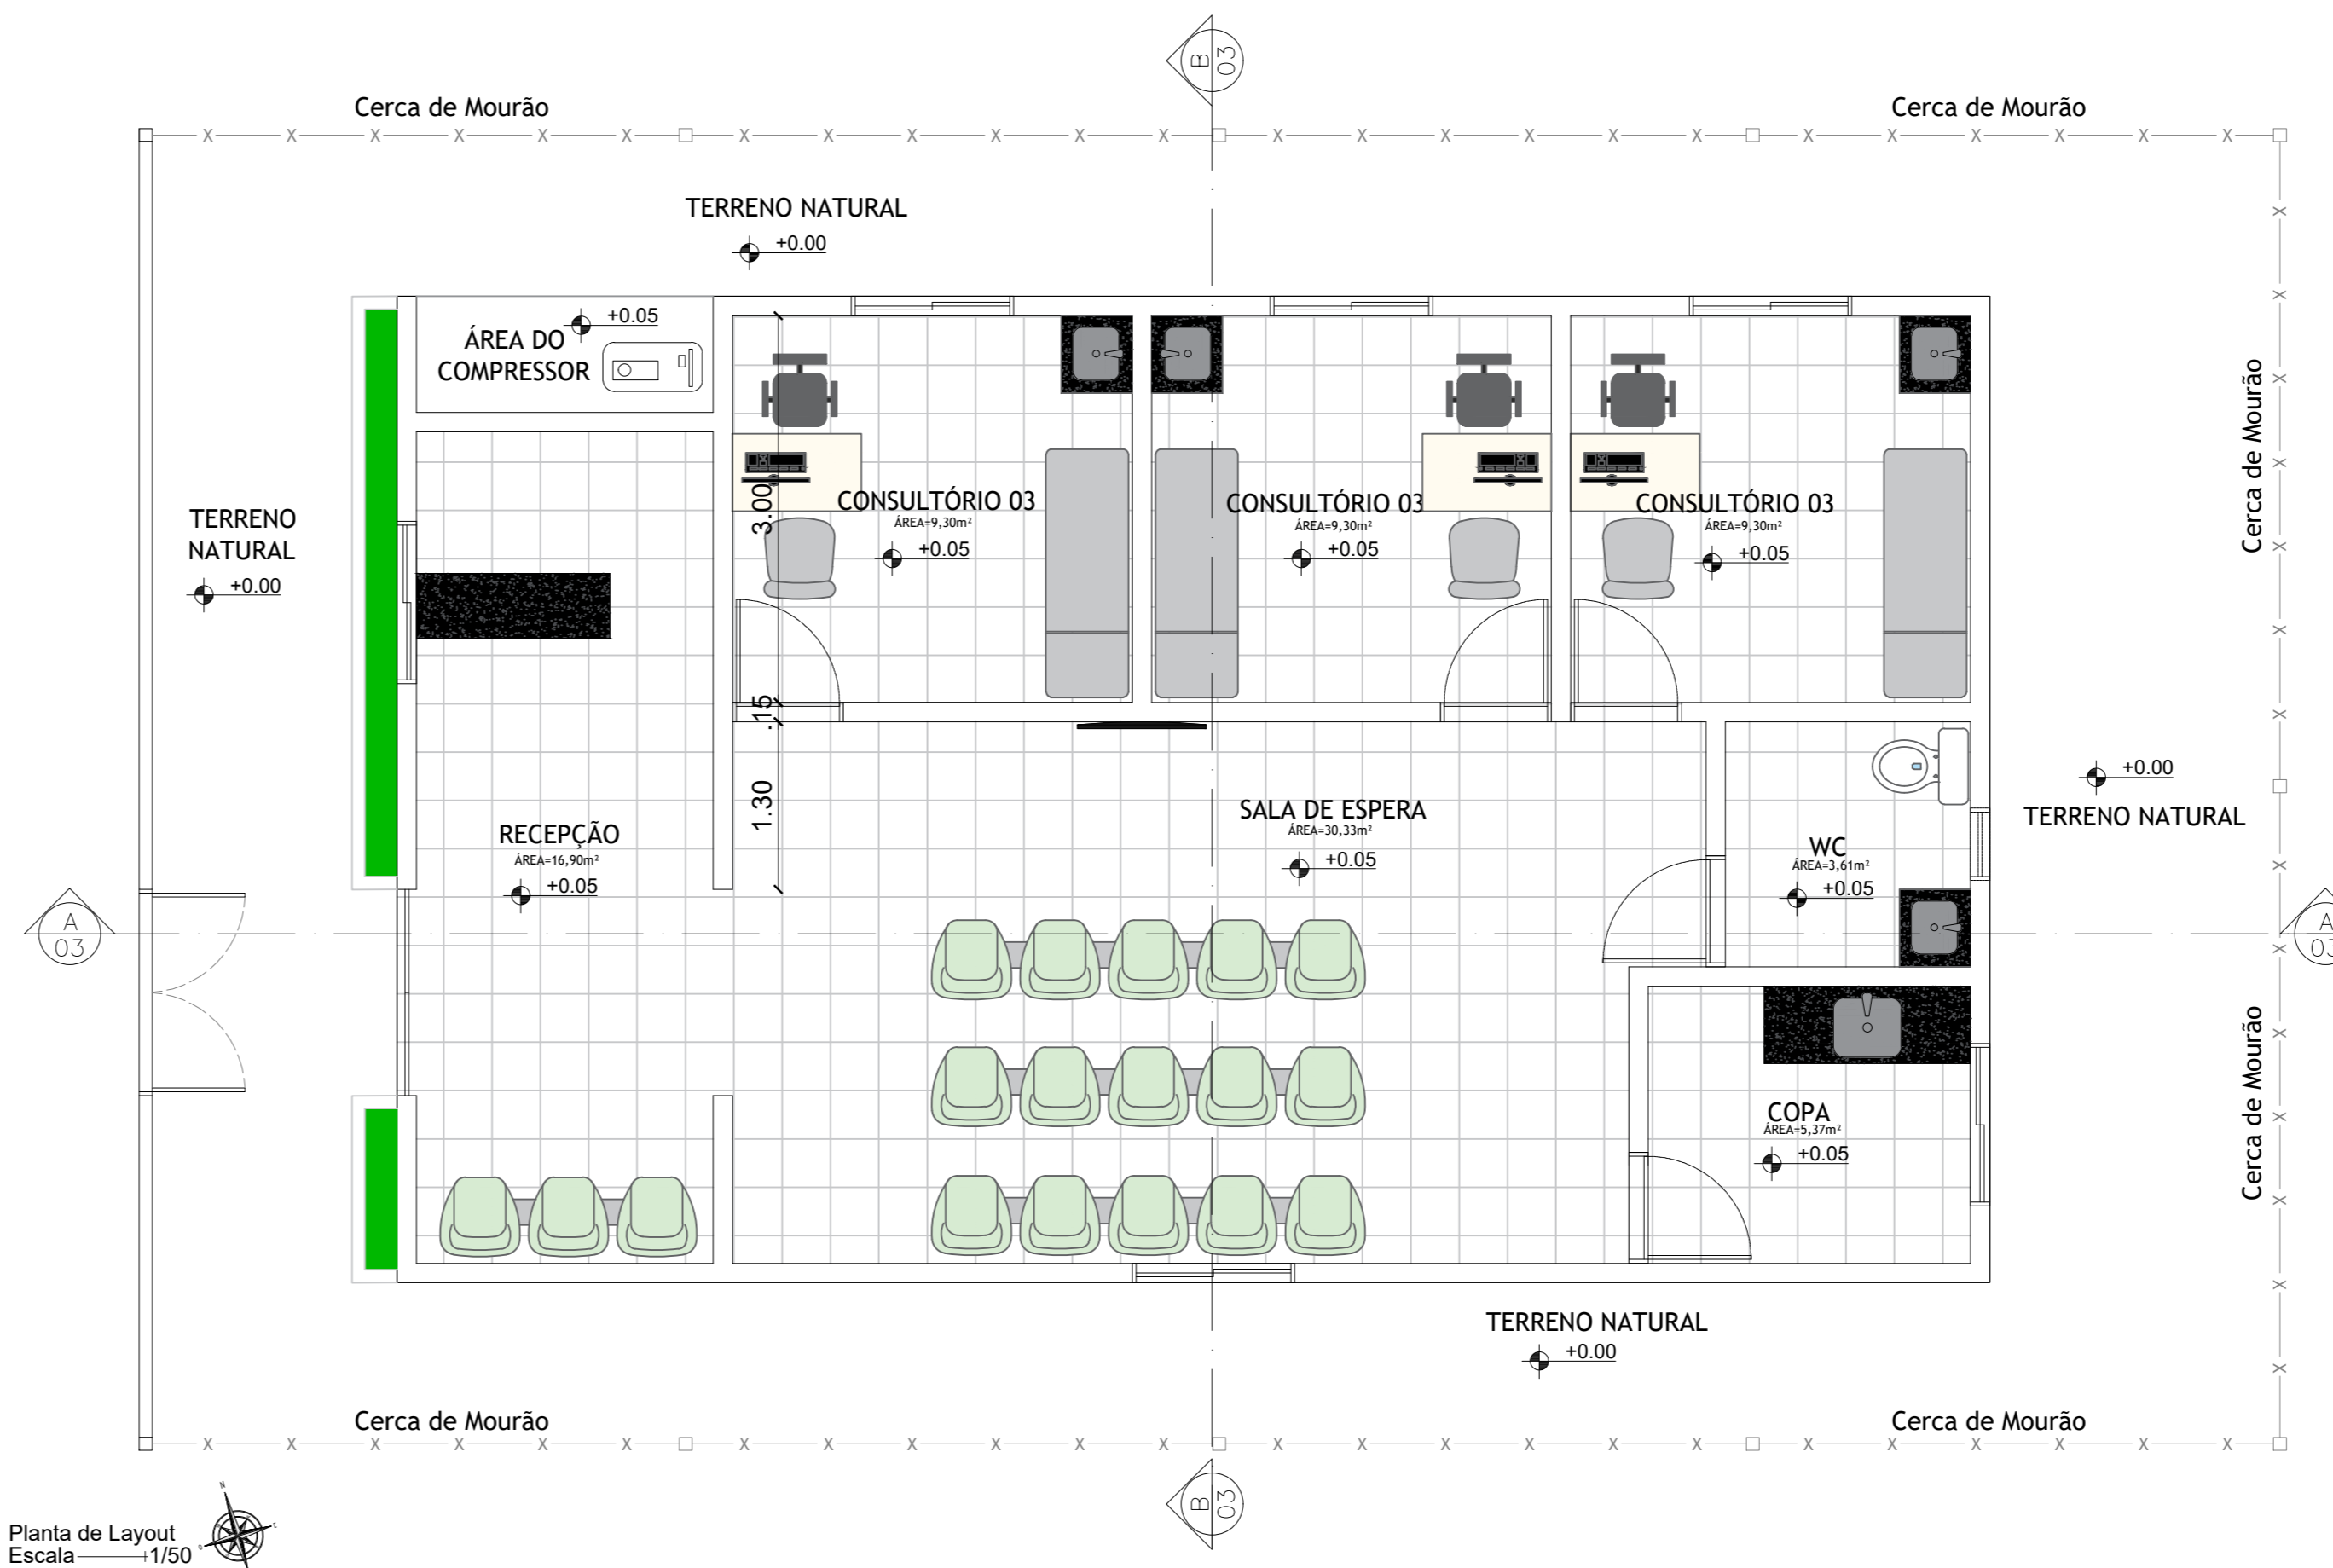 B
03
Cerca de Mourão
Cerca de Mourão
TERRENO NATURAL
+0.00
ÁREA DO
COMPRESSOR
+0.05
Cerca de Mourão
TERRENO
NATURAL
+0.00
3.00
CONSULTÓRIO 03
ÁREA=9,30m²
+0.05
CONSULTÓRIO 03
ÁREA=9,30m²
+0.05
CONSULTÓRIO 03
ÁREA=9,30m²
+0.05
.15
1.30
RECEPÇÃO
ÁREA=16,90m²
+0.05
SALA DE ESPERA
ÁREA=30,33m²
+0.05
WC
ÁREA=3,61m²
+0.05
+0.00
TERRENO NATURAL
A
03
A
03
COPA
ÁREA=5,37m²
+0.05
Cerca de Mourão
TERRENO NATURAL
+0.00
Cerca de Mourão
Cerca de Mourão
B
03
N
Planta de Layout
Escala 1/50